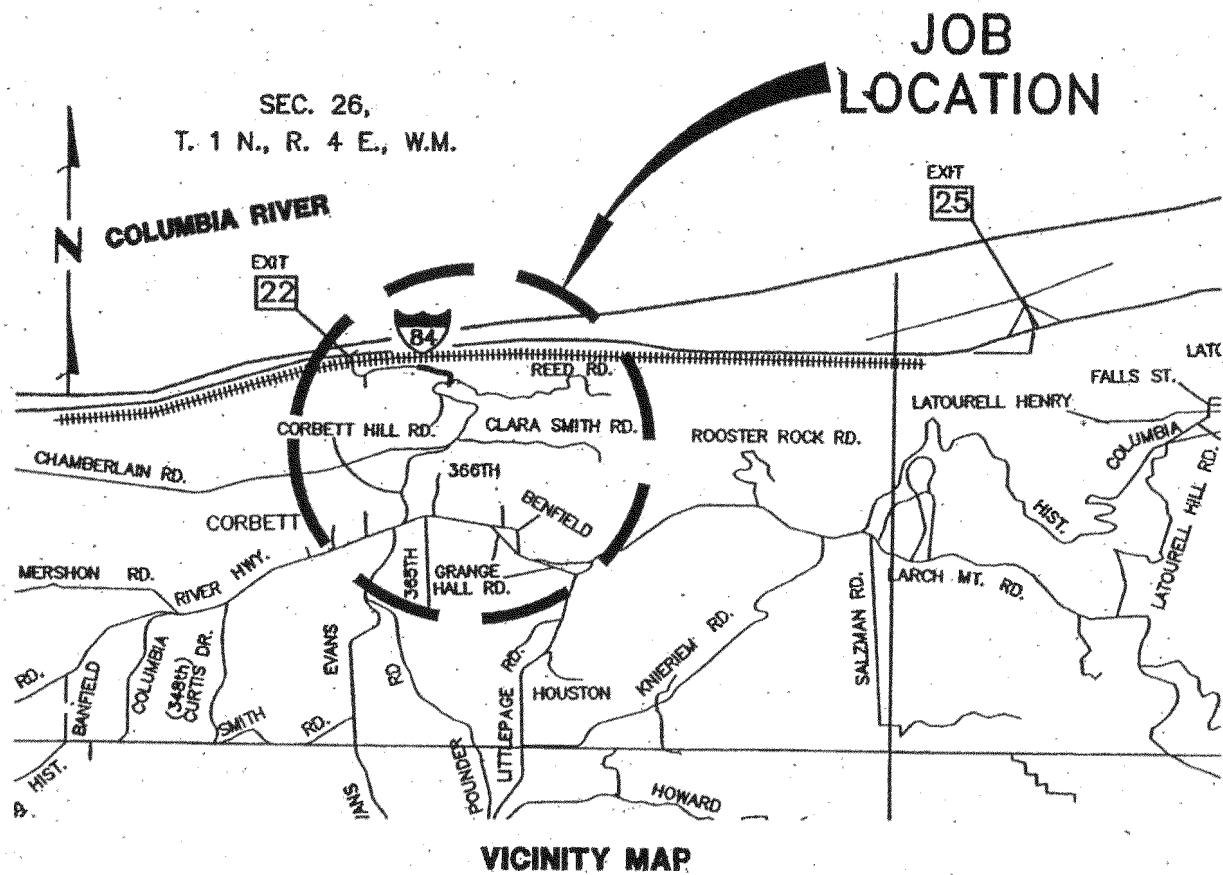 JOB
LOCATION
SEC. 26,
T. 1 N., R. 4 E., W.M.
EXIT
25
N
COLUMBIA RIVER
EXIT
22
84
REED RD.
FALLS ST.
LATOURELL HENRY
CORBETT HILL RD.
CLARA SMITH RD.
ROOSTER ROCK RD.
COLUMBIA
CHAMBERLAIN RD.
366TH
HIST.
LATOURELL HILL RD.
CORBETT
BENFIELD
MERSHON RD.
RIVER HWY.
365TH
GRANGE
HALL RD.
LARCH MT. RD.
SALZMAN RD.
KNIERIEM RD.
EVANS
RD
RD.
HOUSTON
LITTLEPAGE
RD.
BANFIELD
COLUMBIA
(348th)
CURTIS DR.
SMITH
RD.
HIST.
POUNDER
HOWARD
VICINITY MAP